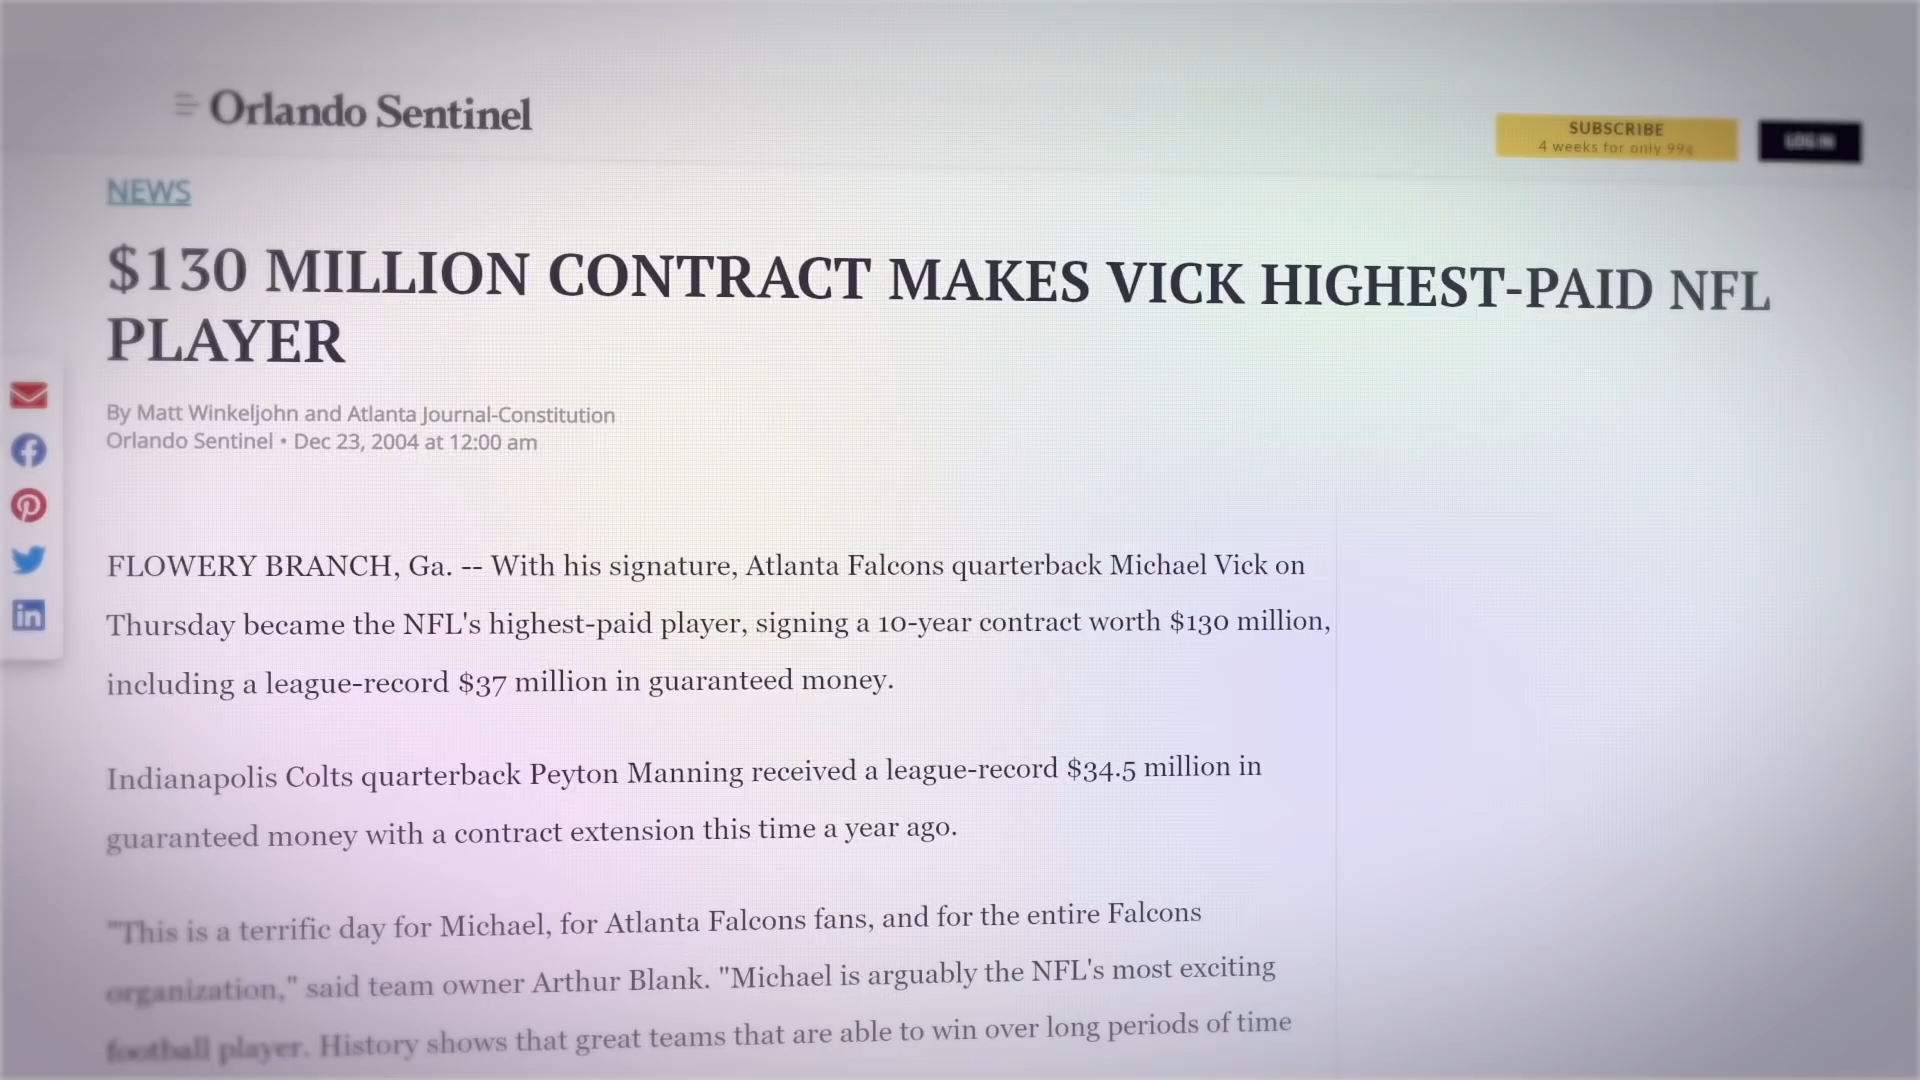 Orlando Sentinel
SUBSCRIBE
4 weeks for only 99¢
LOG IN
NEWS
$130 MILLION CONTRACT MAKES VICK HIGHEST-PAID NFL
PLAYER
By Matt Winkeljohn and Atlanta Journal-Constitution
Orlando Sentinel • Dec 23, 2004 at 12:00 am
FLOWERY BRANCH, Ga. -- With his signature, Atlanta Falcons quarterback Michael Vick on
Thursday became the NFL's highest-paid player, signing a 10-year contract worth $130 million,
including a league-record $37 million in guaranteed money.
Indianapolis Colts quarterback Peyton Manning received a league-record $34.5 million in
guaranteed money with a contract extension this time a year ago.
"This is a terrific day for Michael, for Atlanta Falcons fans, and for the entire Falcons
organization," said team owner Arthur Blank. "Michael is arguably the NFL's most exciting
football player. History shows that great teams that are able to win over long periods of time